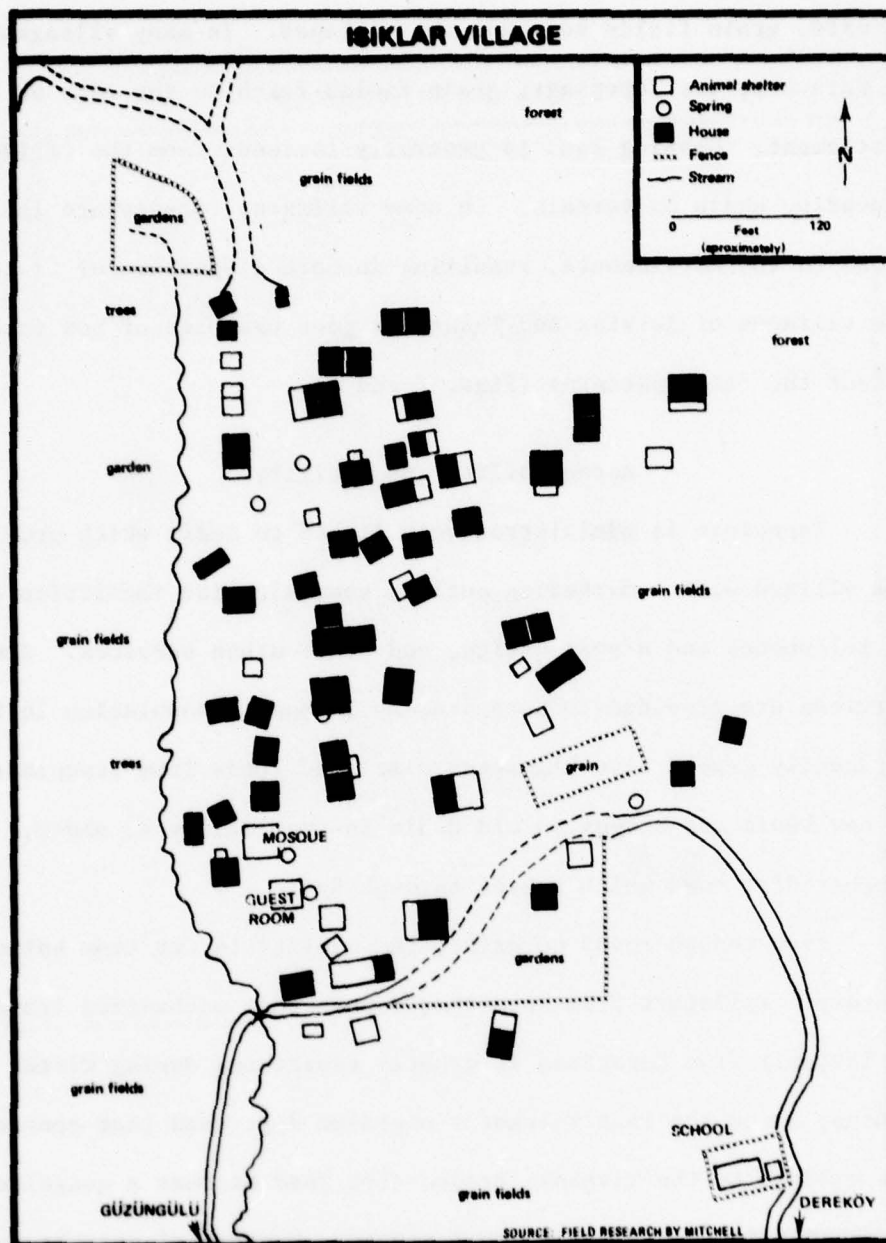 ISIKLAR VILLAGE
Animal shelter
Spring
House
Fence
Stream
N
0 120
Feet
(aproximately)
forest
grain fields
gardens
trees
forest
garden
grain fields
grain fields
trees
grain
MOSQUE
GUEST
ROOM
gardens
grain fields
SCHOOL
grain fields
GÜZÜNGÜLÜ
DEREKÖY
SOURCE: FIELD RESEARCH BY MITCHELL